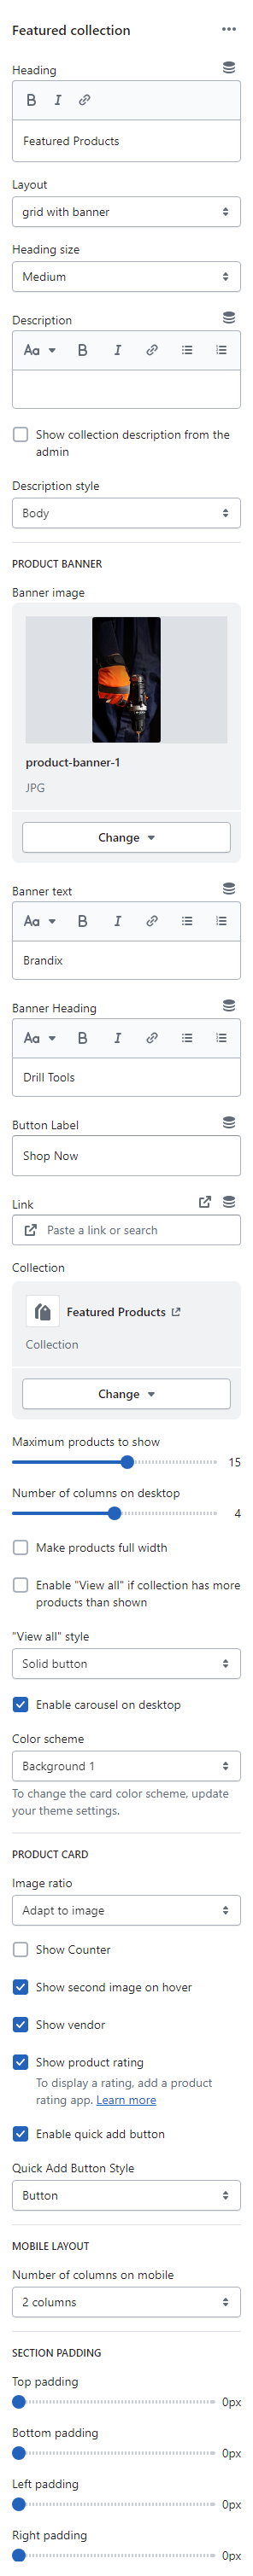 Featured collection
Heading
B I
Featured Products
Layout
grid with banner
Heading size
Medium
Description
Aa B I
Show collection description from the
admin
Description style
Body
PRODUCT BANNER
Banner image
product-banner-1
JPG
Change
Banner text
Aa B I
Brandix
Banner Heading
Aa B I
Drill Tools
Button Label
Shop Now
Link
Paste a link or search
Collection
Featured Products
Collection
Change
Maximum products to show
15
Number of columns on desktop
4
Make products full width
Enable "View all" if collection has more
products than shown
"View all" style
Solid button
Enable carousel on desktop
Color scheme
Background 1
To change the card color scheme, update
your theme settings.
PRODUCT CARD
Image ratio
Adapt to image
Show Counter
Show second image on hover
Show vendor
Show product rating
To display a rating, add a product
rating app. Learn more
Enable quick add button
Quick Add Button Style
Button
MOBILE LAYOUT
Number of columns on mobile
2 columns
SECTION PADDING
Top padding
0px
Bottom padding
0px
Left padding
0px
Right padding
0px